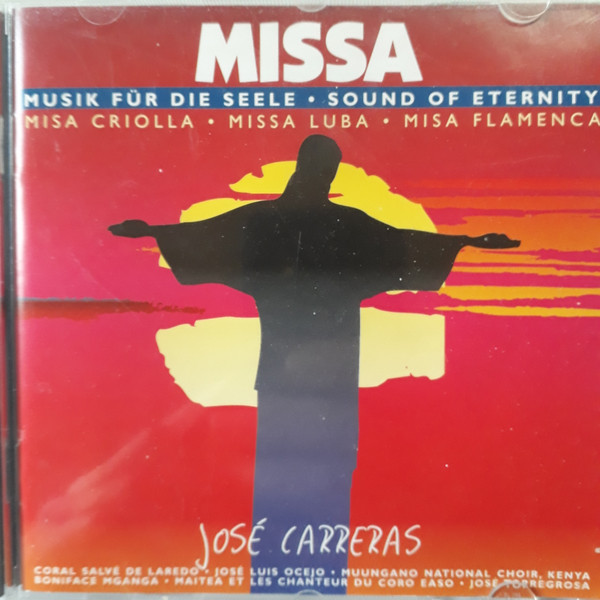 MISSA
MUSIK FÜR DIE SEELE • SOUND OF ETERNITY
MISA CRIOLLA • MISSA LUBA • MISA FLAMENCA
JOSÉ CARRERAS
CORAL SALVÉ DE LAREDO • JOSÉ LUIS OCEJO • MUUNGANO NATIONAL CHOIR, KENYA
BONIFACE MGANGA • MAITEA ET LES CHANTEUR DU CORO EASO • JOSÉ TORREGROSA